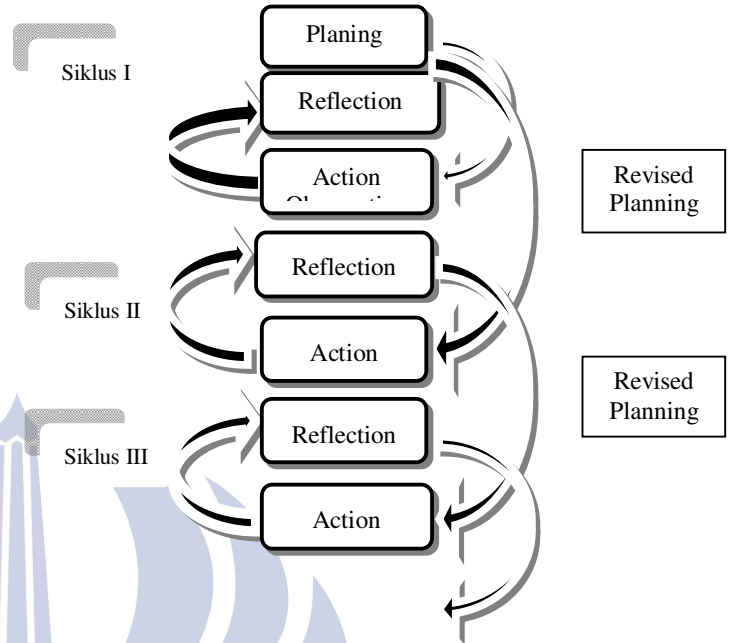 Planing
Siklus I
Reflection
Action
Revised
Planning
Siklus II
Reflection
Action
Revised
Planning
Siklus III
Reflection
Action